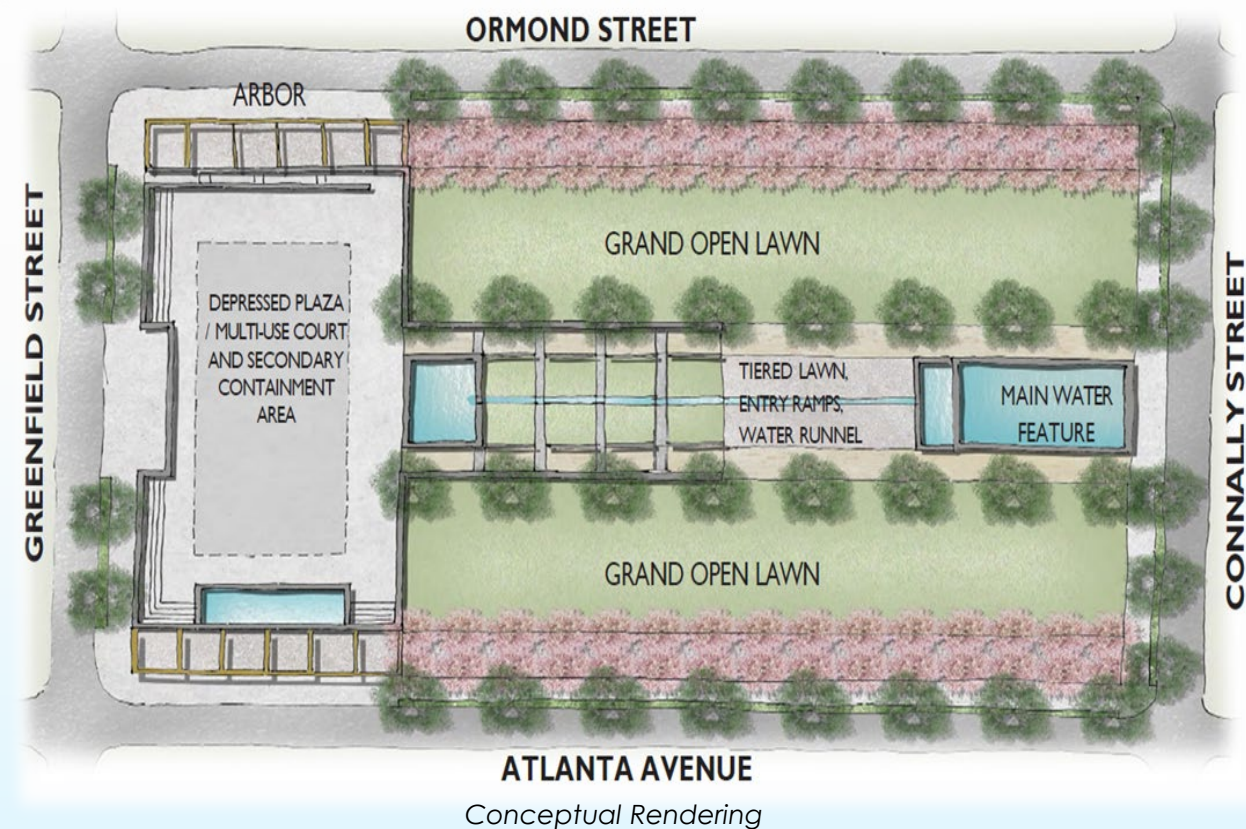 ORMOND STREET
ARBOR
GREENFIELD STREET
GRAND OPEN LAWN
DEPRESSED PLAZA
/ MULTI-USE COURT
AND SECONDARY
CONTAINMENT
AREA
TIERED LAWN,
ENTRY RAMPS,
WATER RUNNEL
MAIN WATER
FEATURE
CONNALLY STREET
GRAND OPEN LAWN
ATLANTA AVENUE
Conceptual Rendering